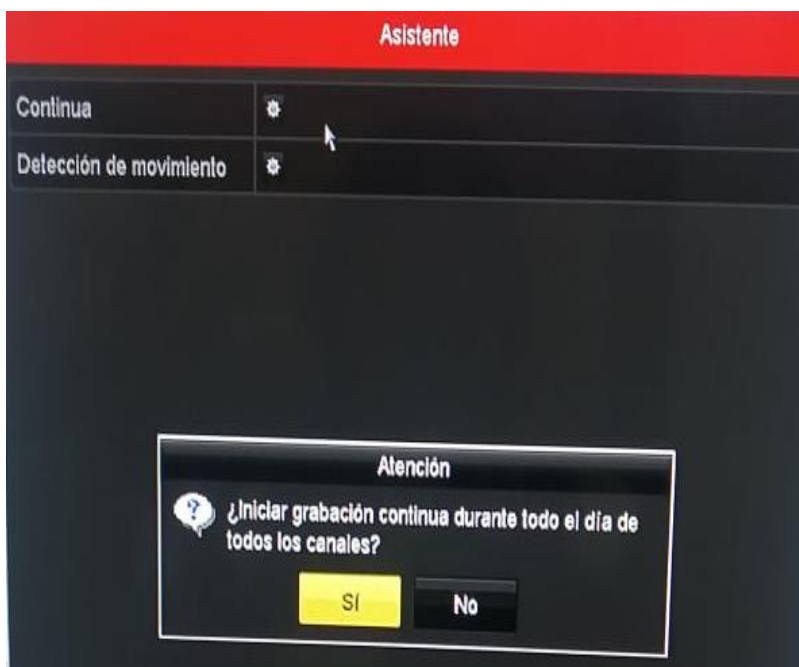 Asistente
Continua
Detección de movimiento
Atención
¿Iniciar grabación continua durante todo el día de
todos los canales?
Sí
No